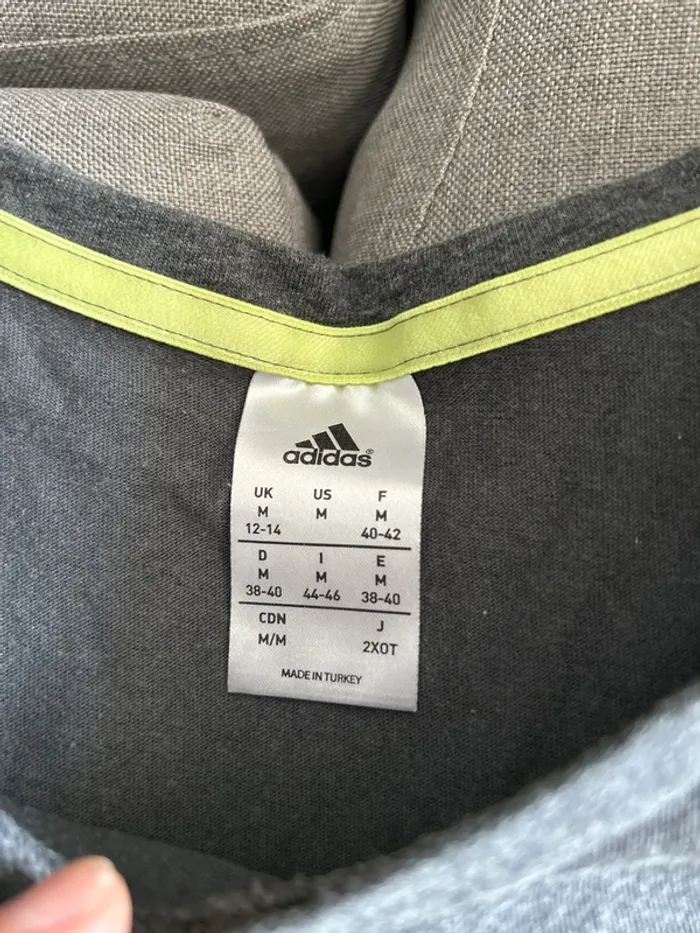 adidas®
UK US F
M M M
12-14 40-42
D I E
M M M
38-40 44-46 38-40
CDN J
M/M 2XOT
MADE IN TURKEY